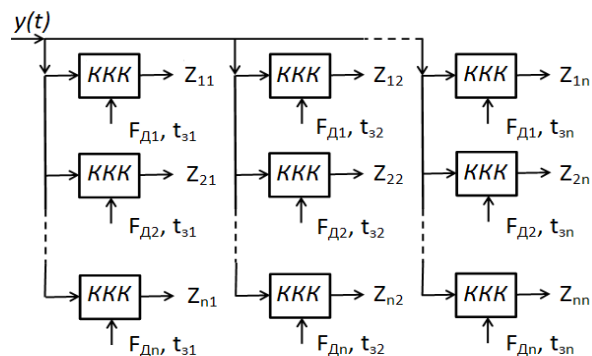 y(t)
ККК Z11 ККК Z12 ККК Z1n
FД1, tз1 FД1, tз2 FД1, tзn
ККК Z21 ККК Z22 ККК Z2n
FД2, tз1 FД2, tз2 FД2, tзn
ККК Zn1 ККК Zn2 ККК Znn
FДn, tз1 FДn, tз2 FДn, tзn